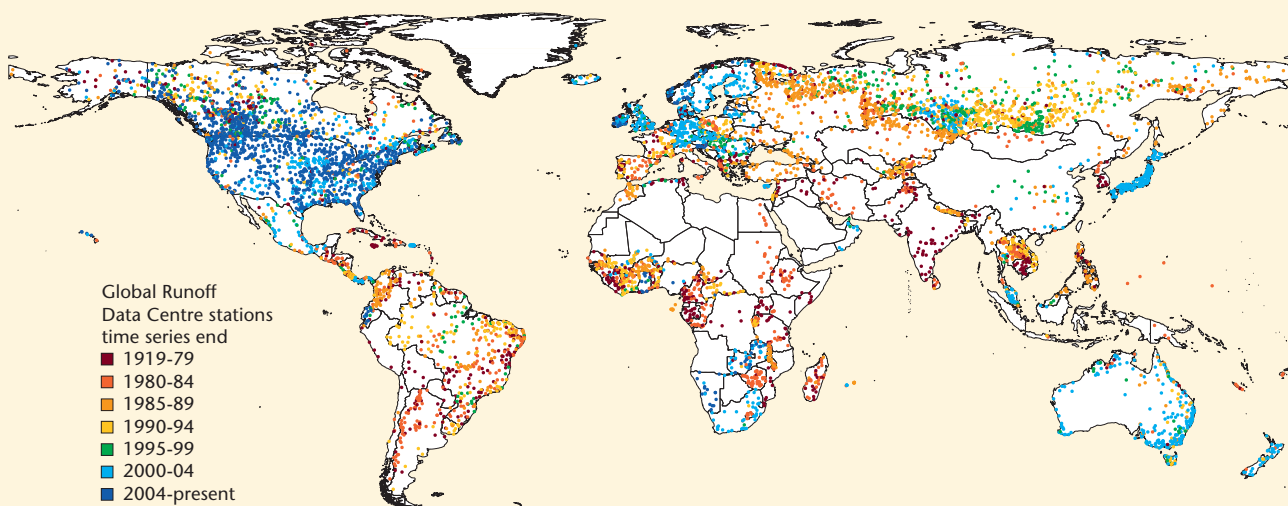 Global Runoff
Data Centre stations
time series end
1919-79
1980-84
1985-89
1990-94
1995-99
2000-04
2004-present